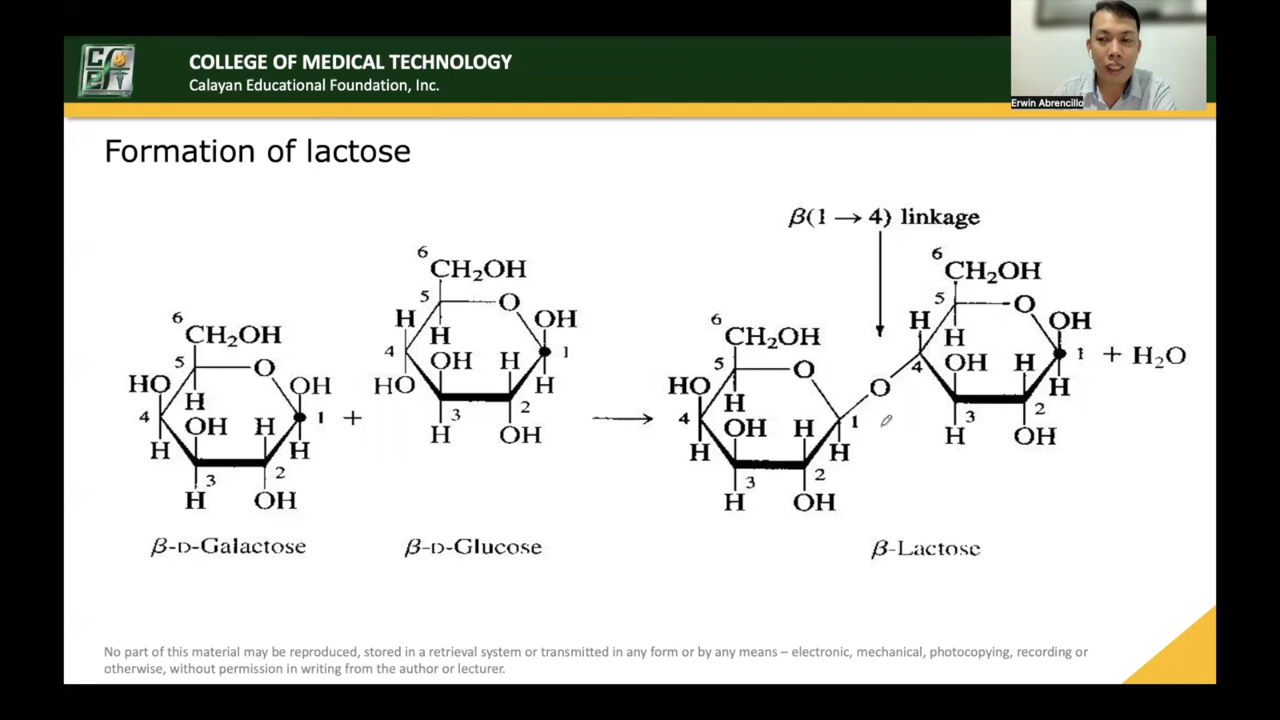 COLLEGE OF MEDICAL TECHNOLOGY
Calayan Educational Foundation, Inc.
Erwin Abrencillo
Formation of lactose
β(1 → 4) linkage
6
CH₂OH
5
O
H
OH
4
H
OH
H
1
HO
H
3
2
H
OH
β-D-Glucose
6
CH₂OH
5
O
HO
OH
4
H
OH
H
1
H
H
3
2
H
OH
β-D-Galactose
+
→
6
CH₂OH
5
O
HO
4
H
OH
H
1
H
H
3
2
H
OH
O
6
CH₂OH
5
O
H
OH
4
H
OH
H
1
H
3
2
H
OH
+ H₂O
β-Lactose
No part of this material may be reproduced, stored in a retrieval system or transmitted in any form or by any means – electronic, mechanical, photocopying, recording or
otherwise, without permission in writing from the author or lecturer.